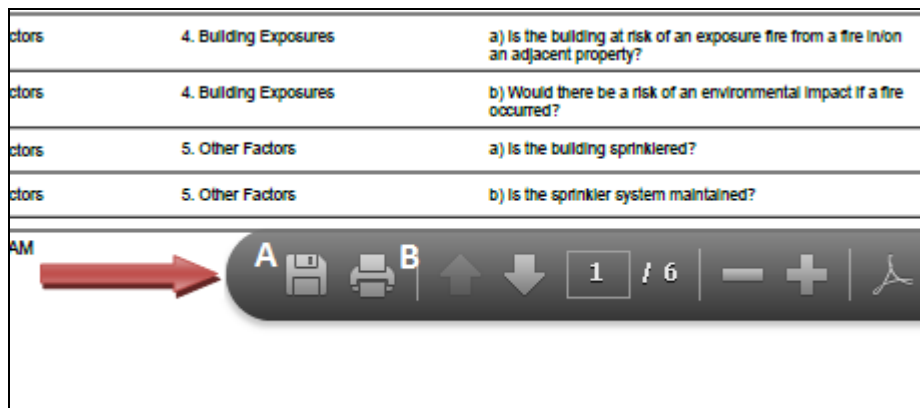 ctors 4. Building Exposures a) Is the building at risk of an exposure fire from a fire in/on
an adjacent property?
ctors 4. Building Exposures b) Would there be a risk of an environmental impact if a fire
occurred?
ctors 5. Other Factors a) Is the building sprinklered?
ctors 5. Other Factors b) Is the sprinkler system maintained?
AM
A B 1 / 6